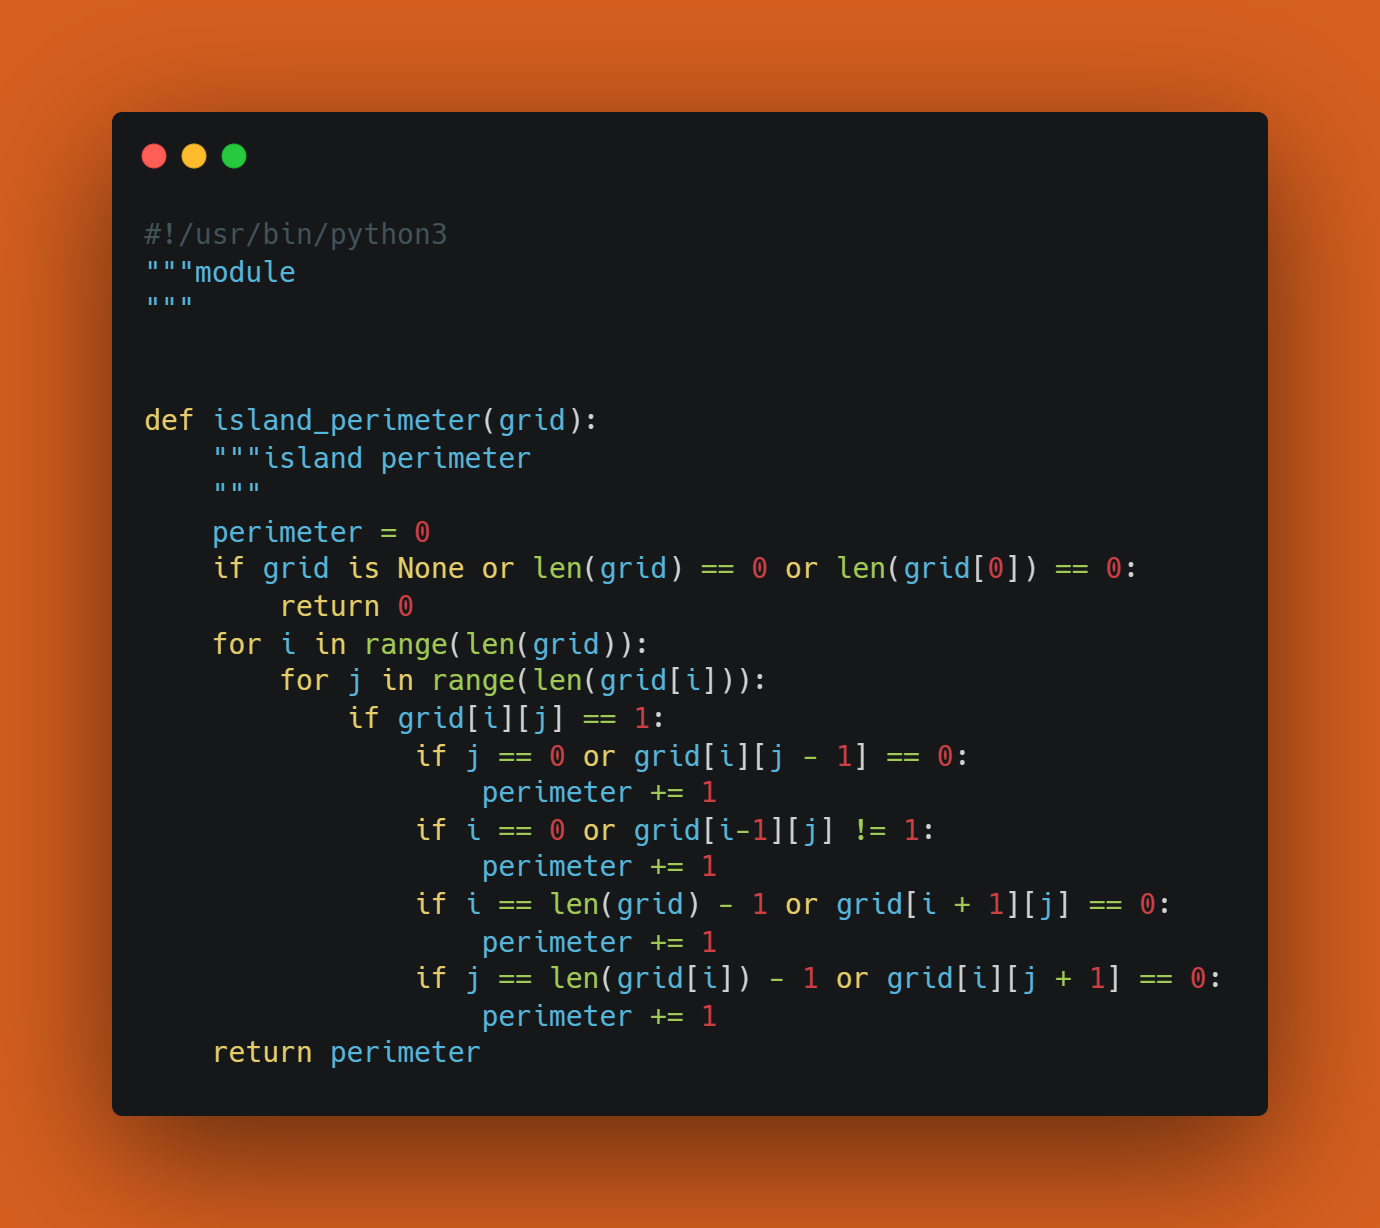 #!/usr/bin/python3
"""module
"""


def island_perimeter(grid):
    """island perimeter
    """
    perimeter = 0
    if grid is None or len(grid) == 0 or len(grid[0]) == 0:
        return 0
    for i in range(len(grid)):
        for j in range(len(grid[i])):
            if grid[i][j] == 1:
                if j == 0 or grid[i][j - 1] == 0:
                    perimeter += 1
                if i == 0 or grid[i-1][j] != 1:
                    perimeter += 1
                if i == len(grid) - 1 or grid[i + 1][j] == 0:
                    perimeter += 1
                if j == len(grid[i]) - 1 or grid[i][j + 1] == 0:
                    perimeter += 1
    return perimeter